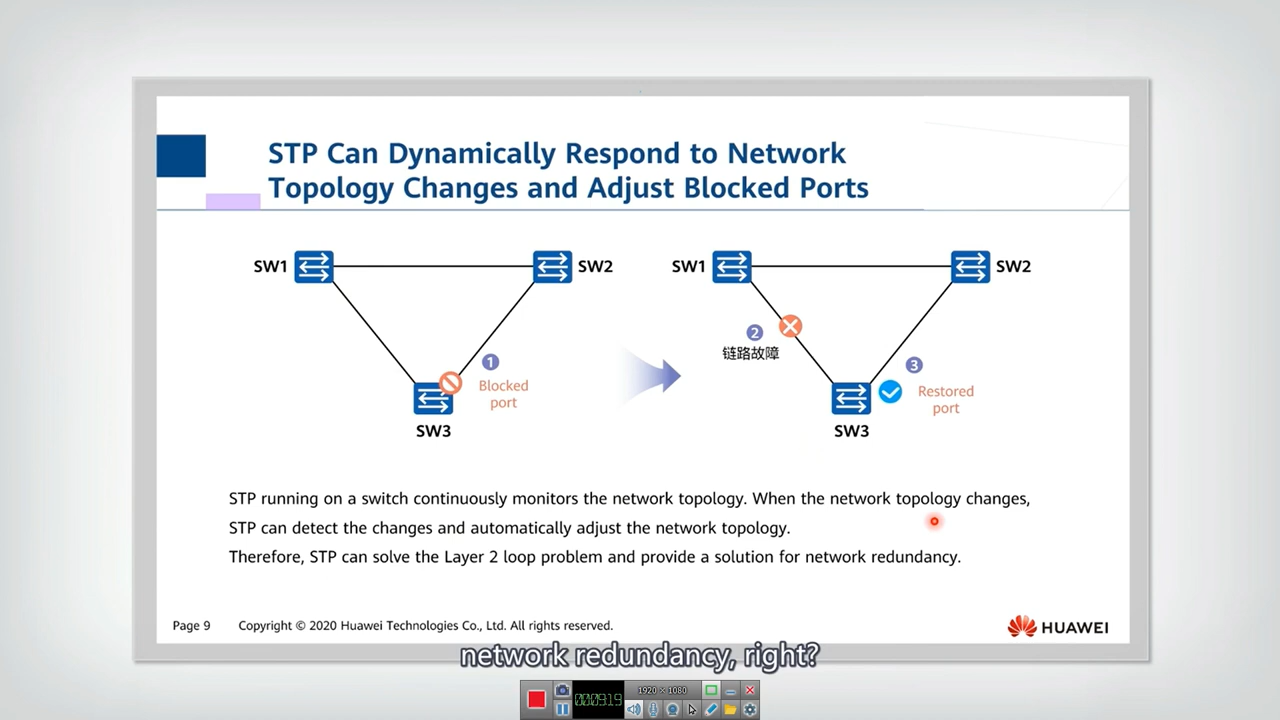 STP Can Dynamically Respond to Network
Topology Changes and Adjust Blocked Ports
SW1
SW2
1
Blocked
port
SW3
SW1
SW2
2
链路故障
3
Restored
port
SW3
STP running on a switch continuously monitors the network topology. When the network topology changes,
STP can detect the changes and automatically adjust the network topology.
Therefore, STP can solve the Layer 2 loop problem and provide a solution for network redundancy.
Page 9
Copyright © 2020 Huawei Technologies Co., Ltd. All rights reserved.
HUAWEI
network redundancy, right?
1920 × 1080